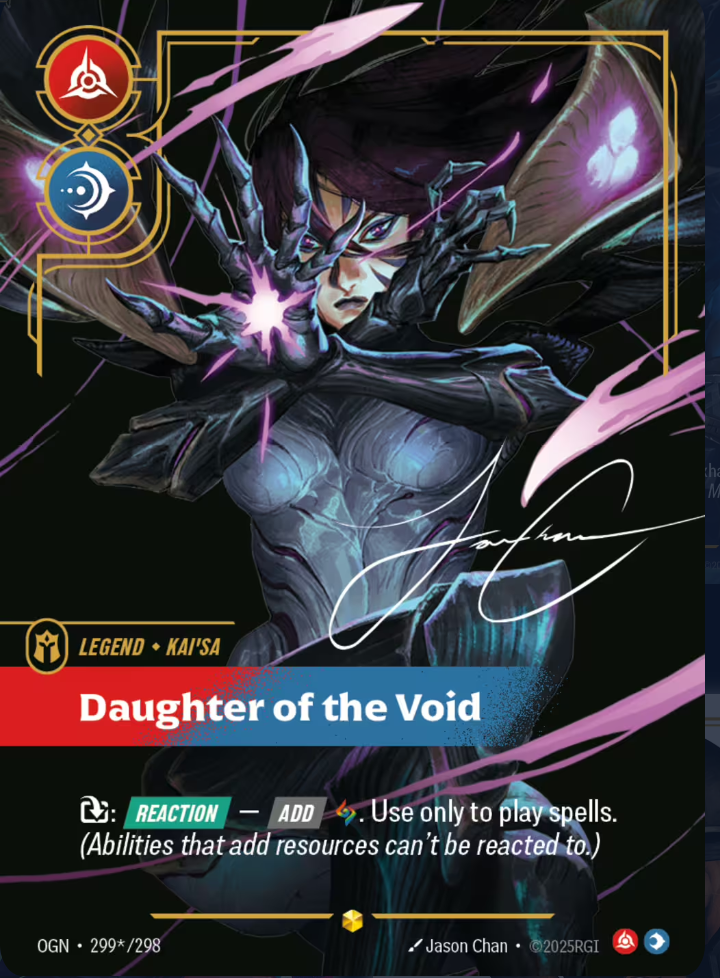 LEGEND • KAI'SA
Daughter of the Void
: REACTION — ADD . Use only to play spells.
(Abilities that add resources can't be reacted to.)
OGN • 299*/298
Jason Chan • ©2025RGI